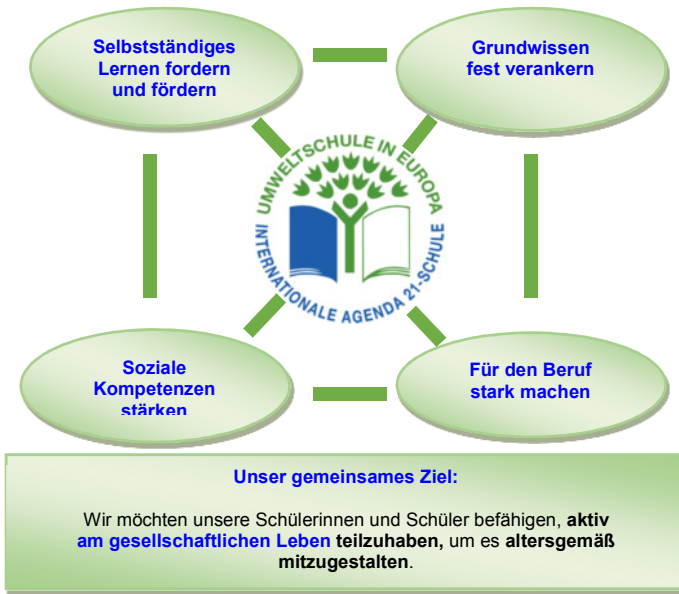 Selbstständiges
Lernen fordern
und fördern
Grundwissen
fest verankern
UMWELTSCHULE IN EUROPA
INTERNATIONALE AGENDA 21-SCHULE
Soziale
Kompetenzen
stärken
Für den Beruf
stark machen
Unser gemeinsames Ziel:
Wir möchten unsere Schülerinnen und Schüler befähigen, aktiv
am gesellschaftlichen Leben teilzuhaben, um es altersgemäß
mitzugestalten.